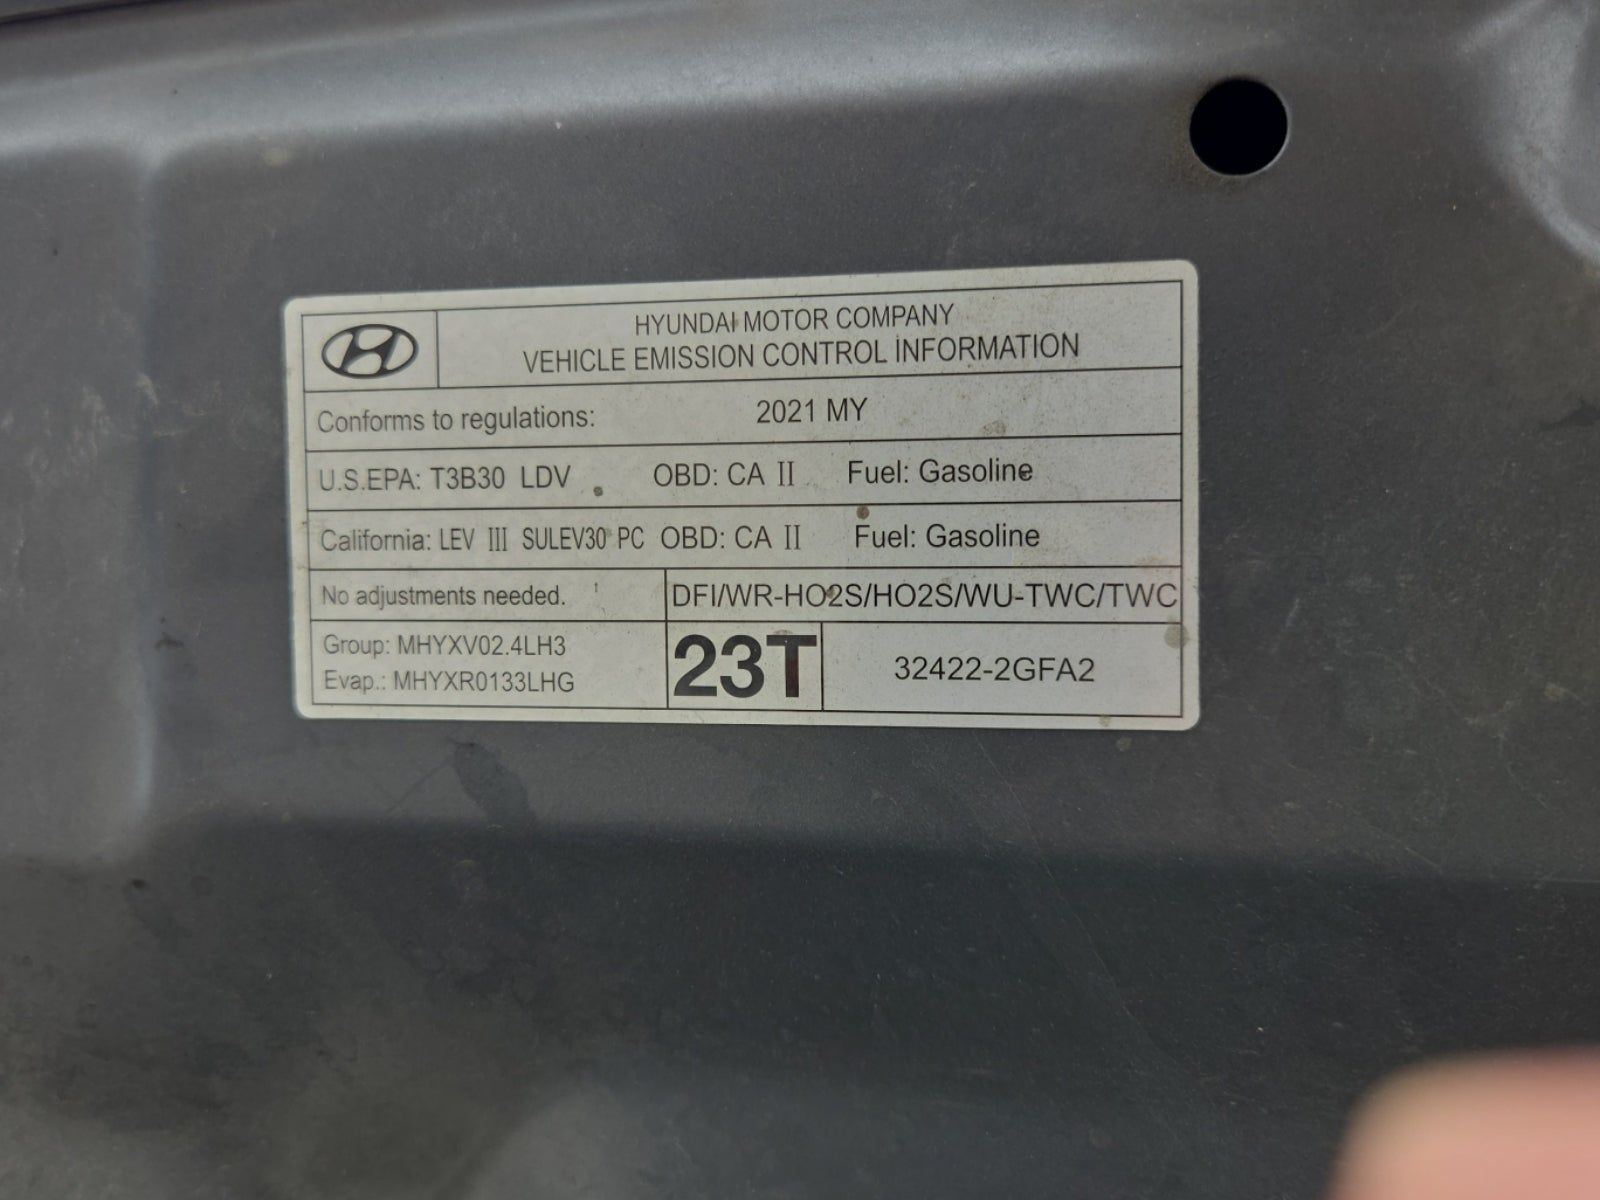 HYUNDAI MOTOR COMPANY
VEHICLE EMISSION CONTROL INFORMATION
Conforms to regulations: 2021 MY
U.S.EPA: T3B30 LDV OBD: CA II Fuel: Gasoline
California: LEV III SULEV30 PC OBD: CA II Fuel: Gasoline
No adjustments needed. DFI/WR-HO2S/HO2S/WU-TWC/TWC
Group: MHYXV02.4LH3
Evap.: MHYXR0133LHG
23T
32422-2GFA2